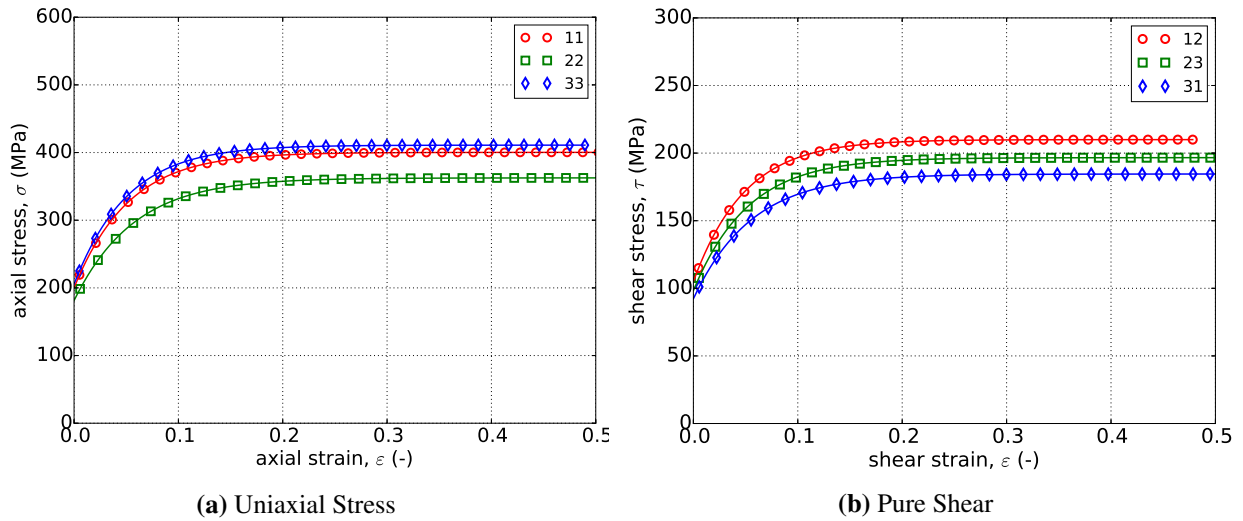 600
500
400
300
200
100
0
axial stress, σ (MPa)
0.0 0.1 0.2 0.3 0.4 0.5
axial strain, ε (-)
11
22
33
(a) Uniaxial Stress
300
250
200
150
100
50
0
shear stress, τ (MPa)
0.0 0.1 0.2 0.3 0.4 0.5
shear strain, ε (-)
12
23
31
(b) Pure Shear